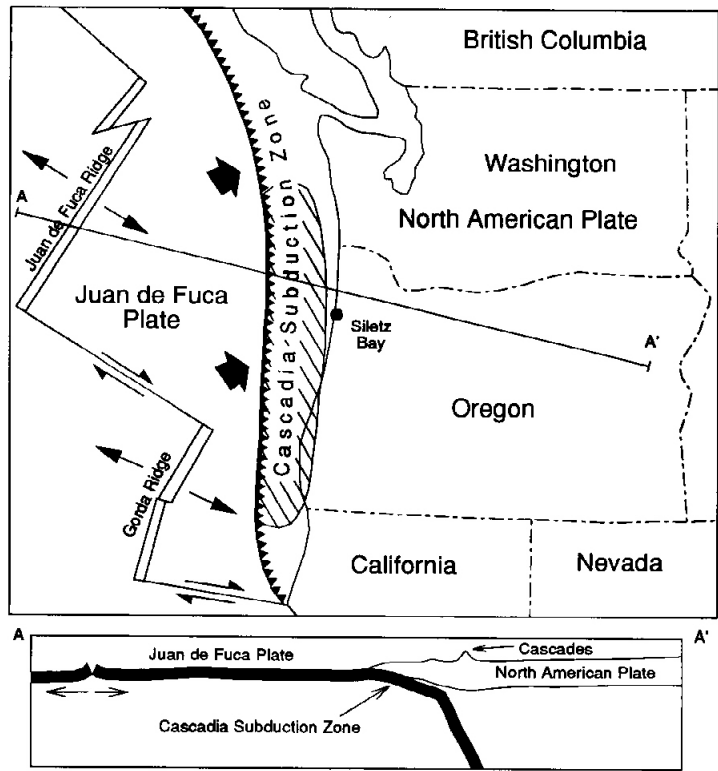 British Columbia
Cascadia Subduction Zone
Washington
North American Plate
A
Juan de Fuca Ridge
Juan de Fuca
Plate
Siletz
Bay
A'
Oregon
Gorda Ridge
California
Nevada
A
A'
Juan de Fuca Plate
Cascades
North American Plate
Cascadia Subduction Zone